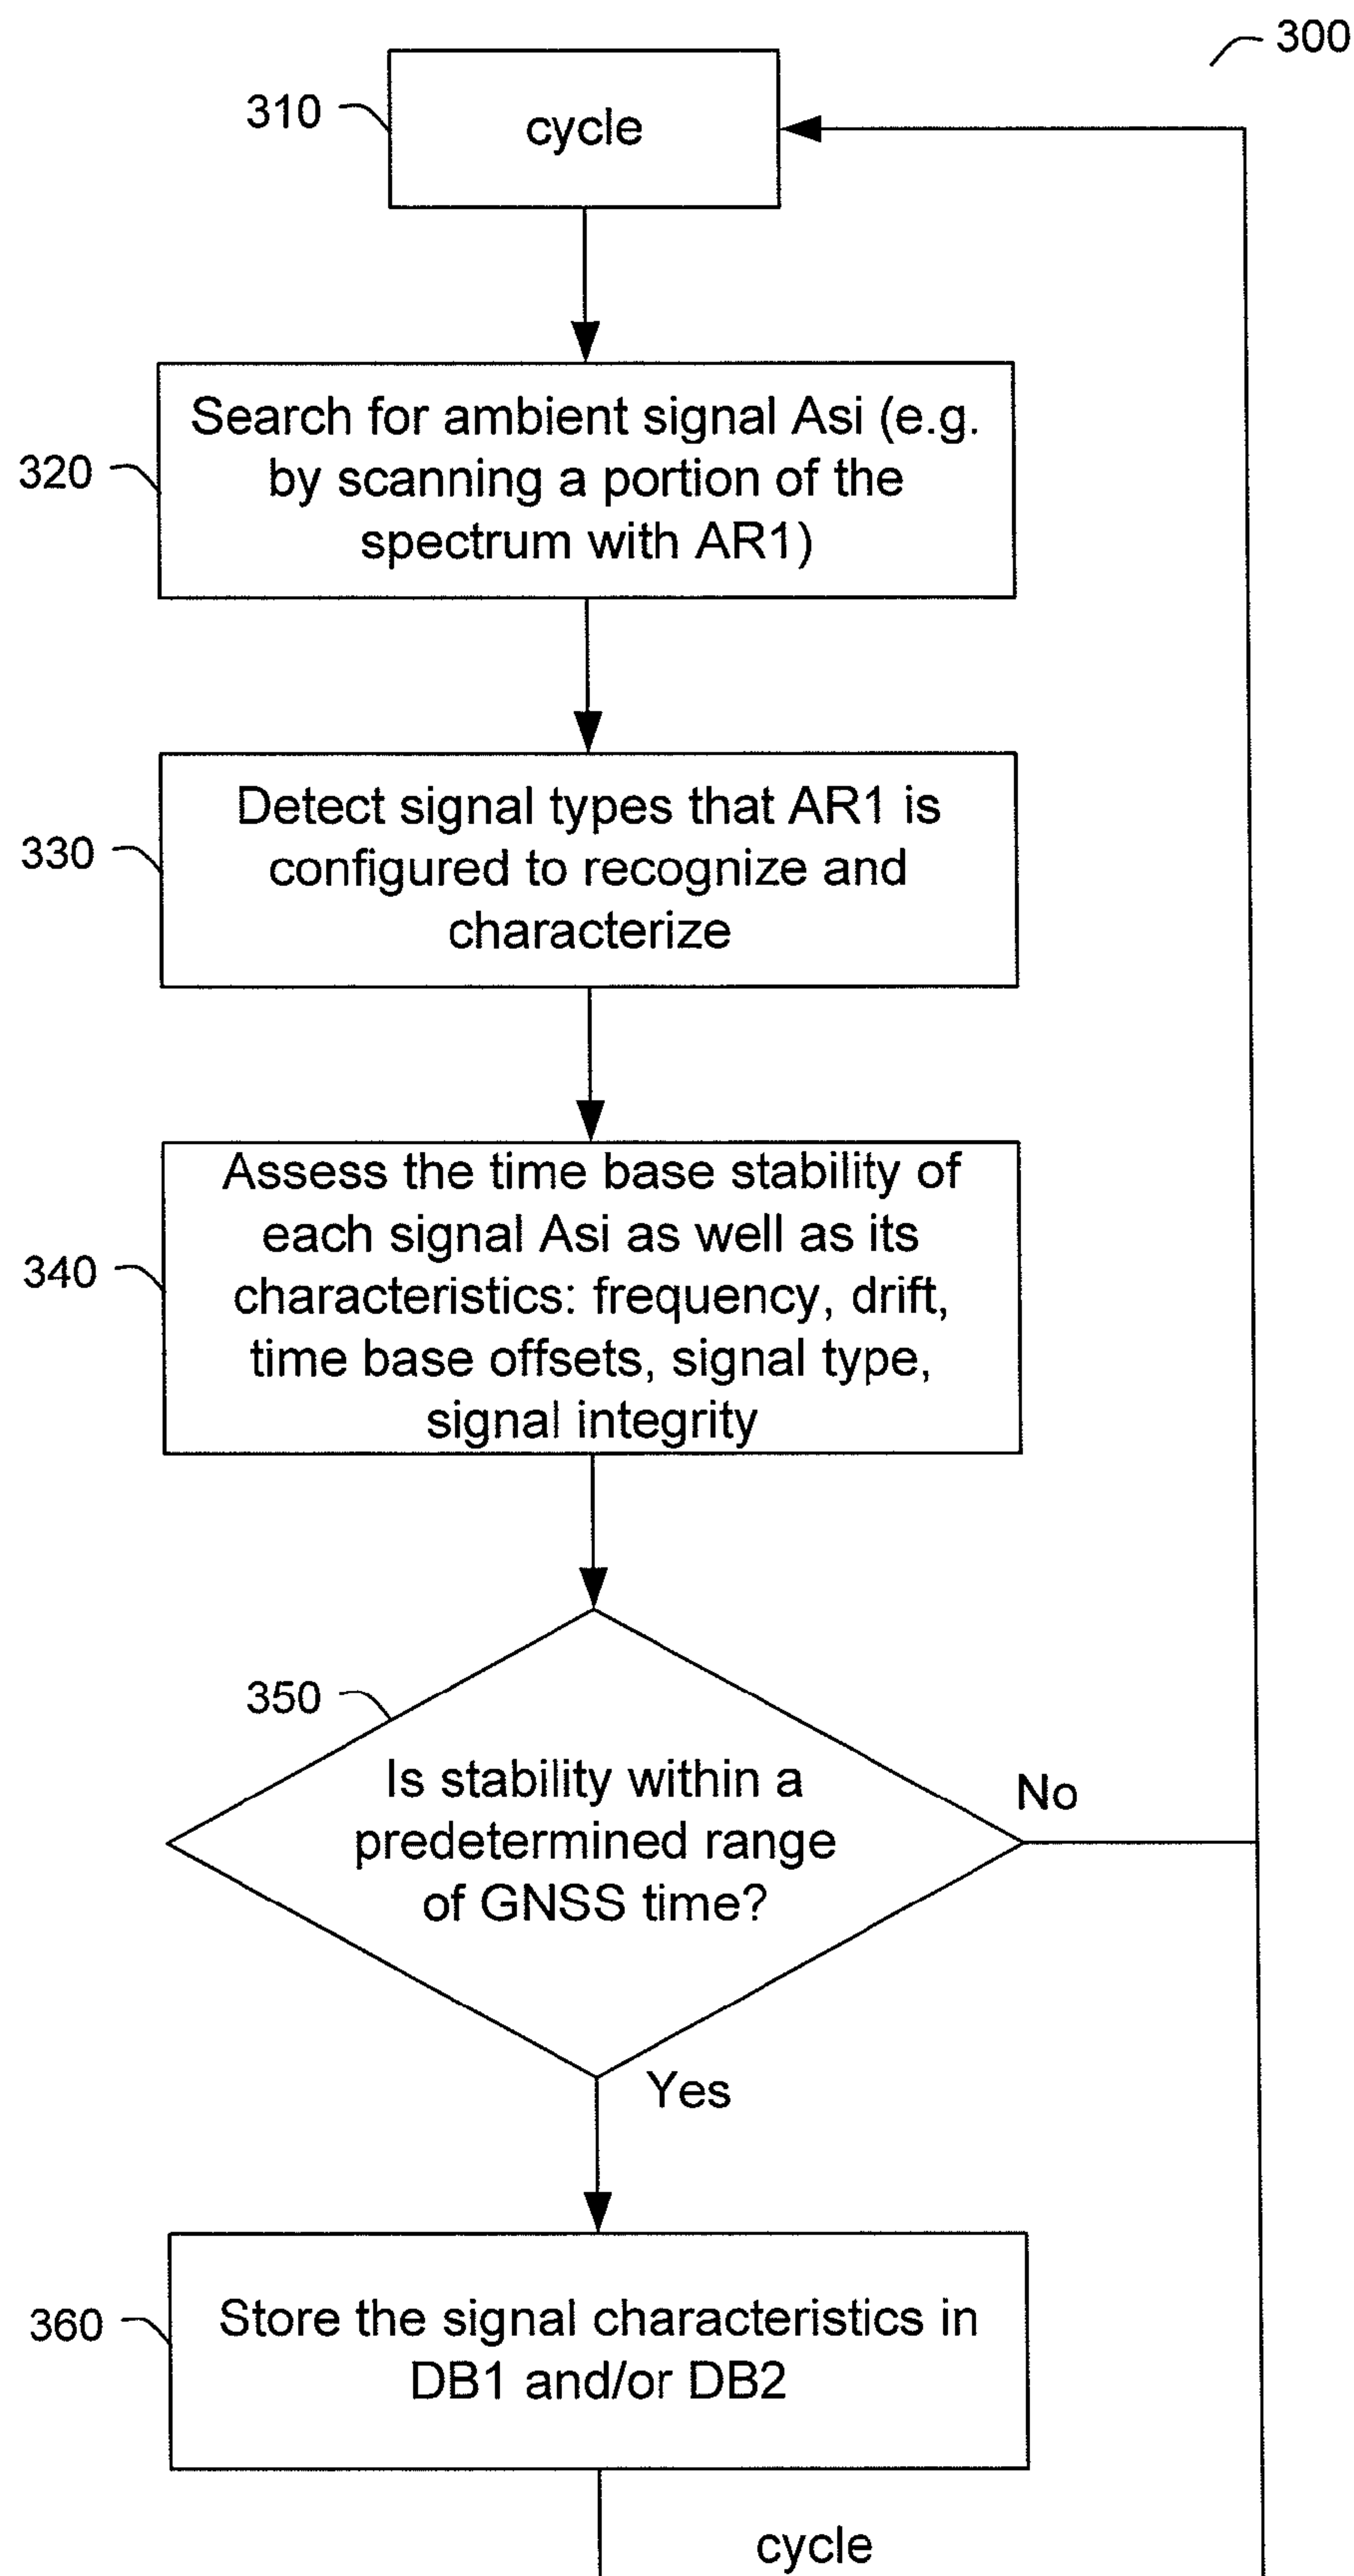 300
310
cycle
320
Search for ambient signal Asi (e.g.
by scanning a portion of the
spectrum with AR1)
330
Detect signal types that AR1 is
configured to recognize and
characterize
340
Assess the time base stability of
each signal Asi as well as its
characteristics: frequency, drift,
time base offsets, signal type,
signal integrity
350
Is stability within a
predetermined range
of GNSS time?
No
Yes
360
Store the signal characteristics in
DB1 and/or DB2
cycle